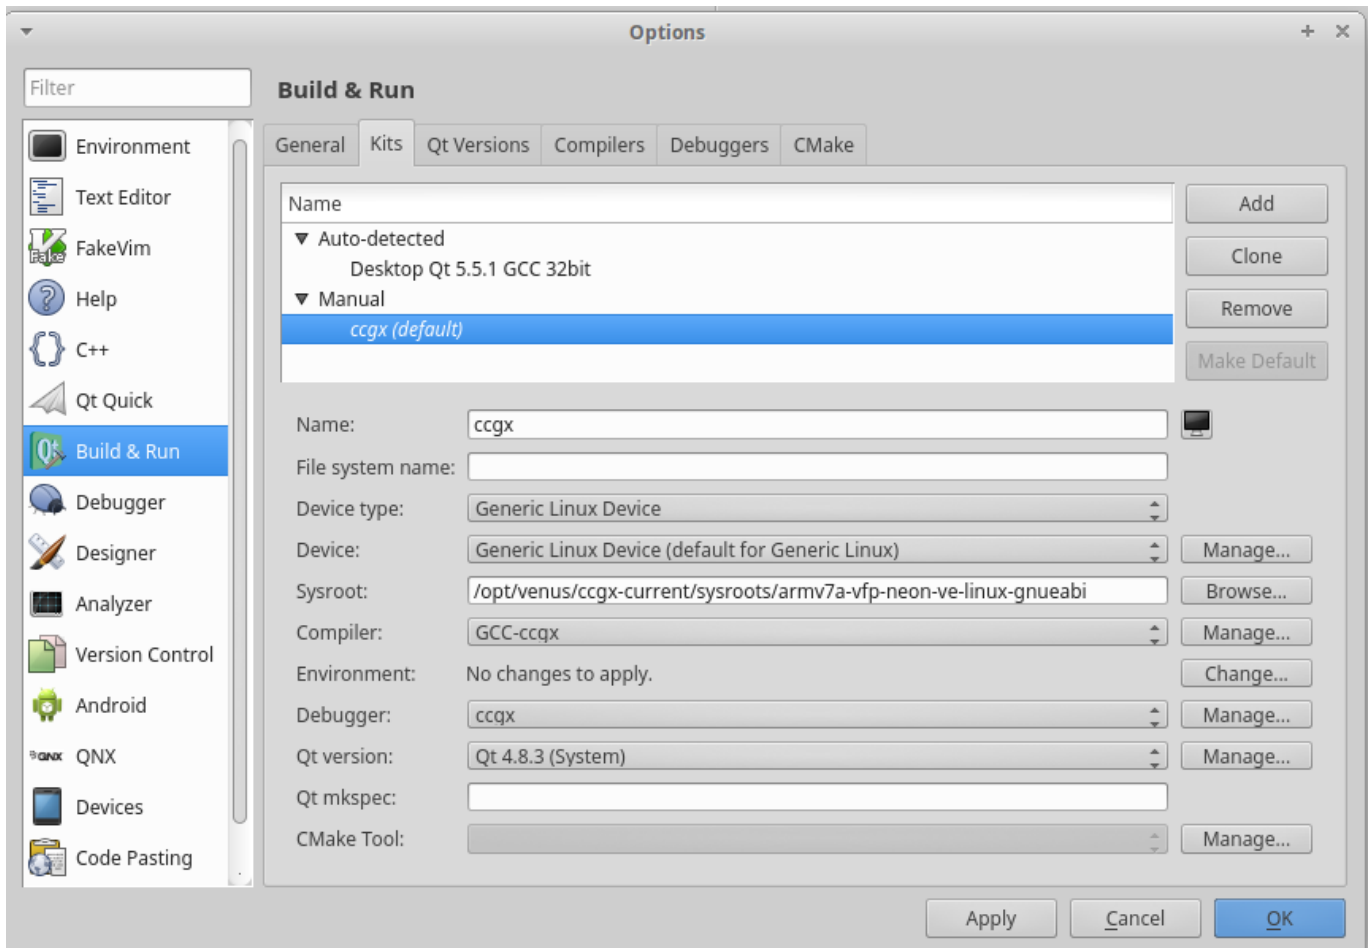 Options
Filter
Build & Run
Environment
Text Editor
FakeVim
Help
C++
Qt Quick
Build & Run
Debugger
Designer
Analyzer
Version Control
Android
QNX
Devices
Code Pasting
General Kits Qt Versions Compilers Debuggers CMake
Name
Auto-detected
Desktop Qt 5.5.1 GCC 32bit
Manual
ccgx (default)
Add
Clone
Remove
Make Default
Name: ccgx
File system name:
Device type: Generic Linux Device
Device: Generic Linux Device (default for Generic Linux) Manage...
Sysroot: /opt/venus/ccgx-current/sysroots/armv7a-vfp-neon-ve-linux-gnueabi Browse...
Compiler: GCC-ccgx Manage...
Environment: No changes to apply. Change...
Debugger: ccgx Manage...
Qt version: Qt 4.8.3 (System) Manage...
Qt mkspec:
CMake Tool: Manage...
Apply Cancel OK